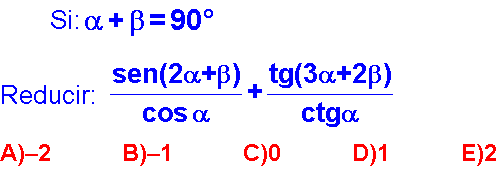 Si: α + β = 90°
Reducir: sen(2α+β)/cos α + tg(3α+2β)/ctgα
A)–2 B)–1 C)0 D)1 E)2